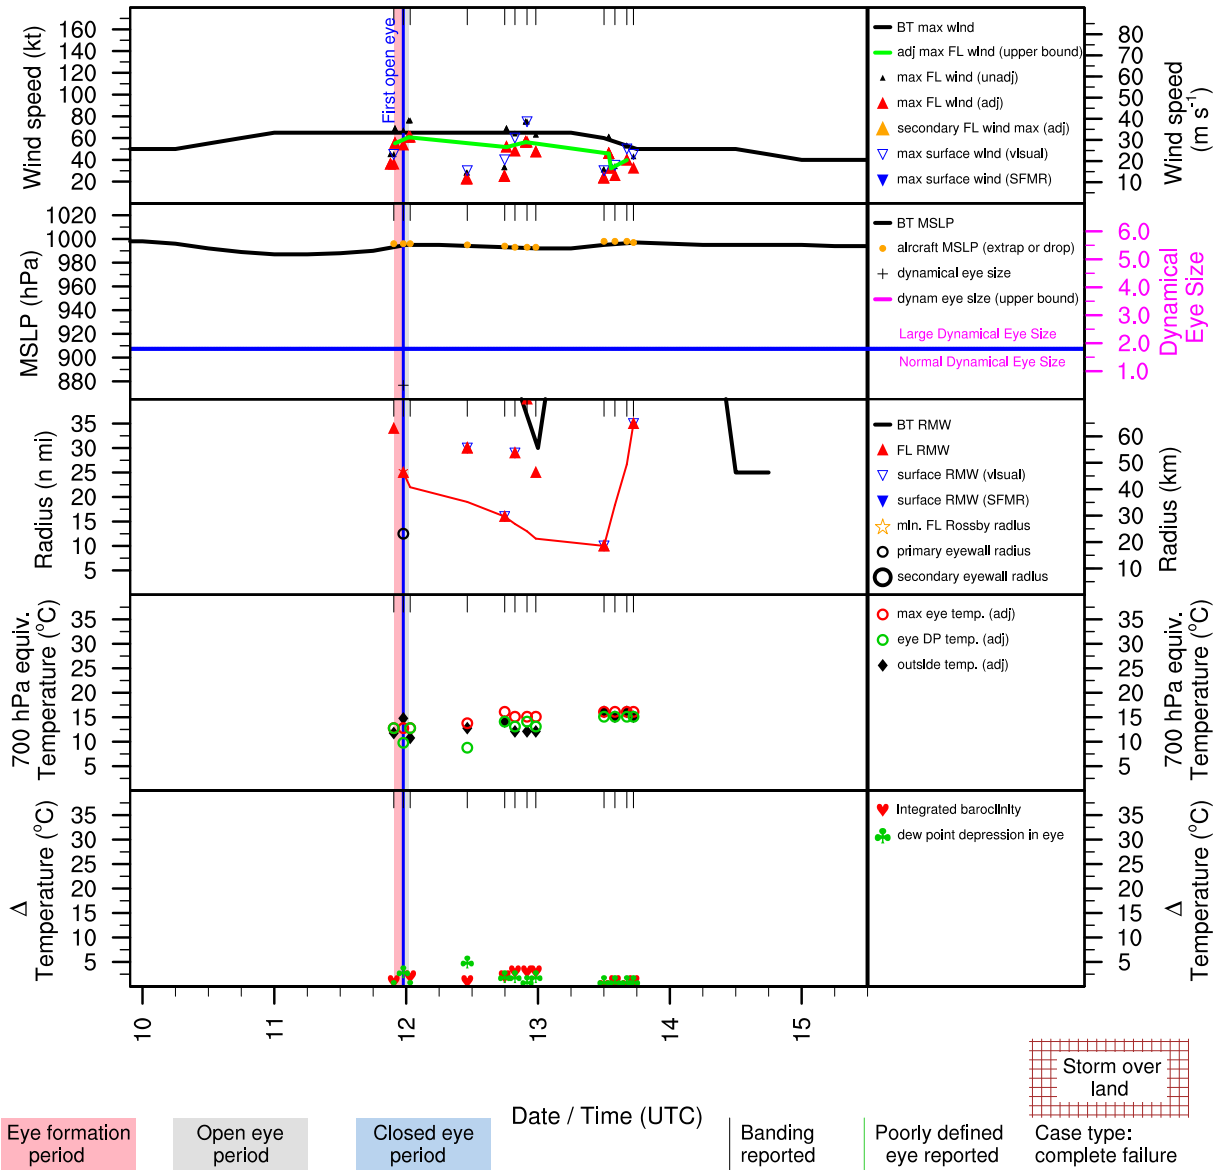 Wind speed (kt)
160
140
120
100
80
60
40
20
First open eye
BT max wind
adj max FL wind (upper bound)
max FL wind (unadj)
max FL wind (adj)
secondary FL wind max (adj)
max surface wind (visual)
max surface wind (SFMR)
80
70
60
50
40
30
20
10
Wind speed
(m s-1)
MSLP (hPa)
1020
1000
980
960
940
920
900
880
BT MSLP
aircraft MSLP (extrap or drop)
dynamical eye size
dynam eye size (upper bound)
Large Dynamical Eye Size
Normal Dynamical Eye Size
6.0
5.0
4.0
3.0
2.0
1.0
Dynamical
Eye Size
Radius (n mi)
35
30
25
20
15
10
5
BT RMW
FL RMW
surface RMW (visual)
surface RMW (SFMR)
min. FL Rossby radius
primary eyewall radius
secondary eyewall radius
60
50
40
30
20
10
Radius (km)
700 hPa equiv.
Temperature (°C)
35
30
25
20
15
10
5
max eye temp. (adj)
eye DP temp. (adj)
outside temp. (adj)
35
30
25
20
15
10
5
700 hPa equiv.
Temperature (°C)
Δ
Temperature (°C)
35
30
25
20
15
10
5
integrated baroclinity
dew point depression in eye
35
30
25
20
15
10
5
Δ
Temperature (°C)
10
11
12
13
14
15
Date / Time (UTC)
Storm over
land
Eye formation
period
Open eye
period
Closed eye
period
Banding
reported
Poorly defined
eye reported
Case type:
complete failure